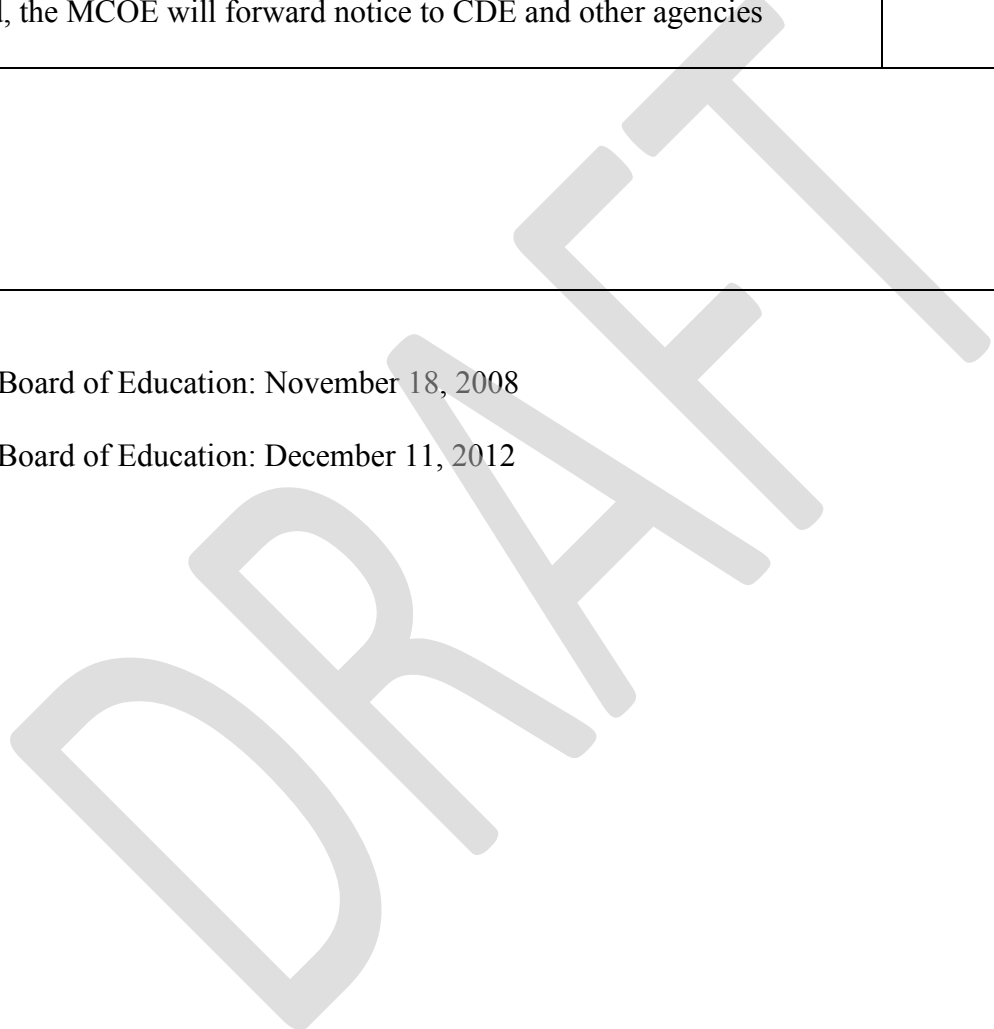 , the MCOE will forward notice to CDE and other agencies
Board of Education: November 18, 2008
Board of Education: December 11, 2012
DRAFT